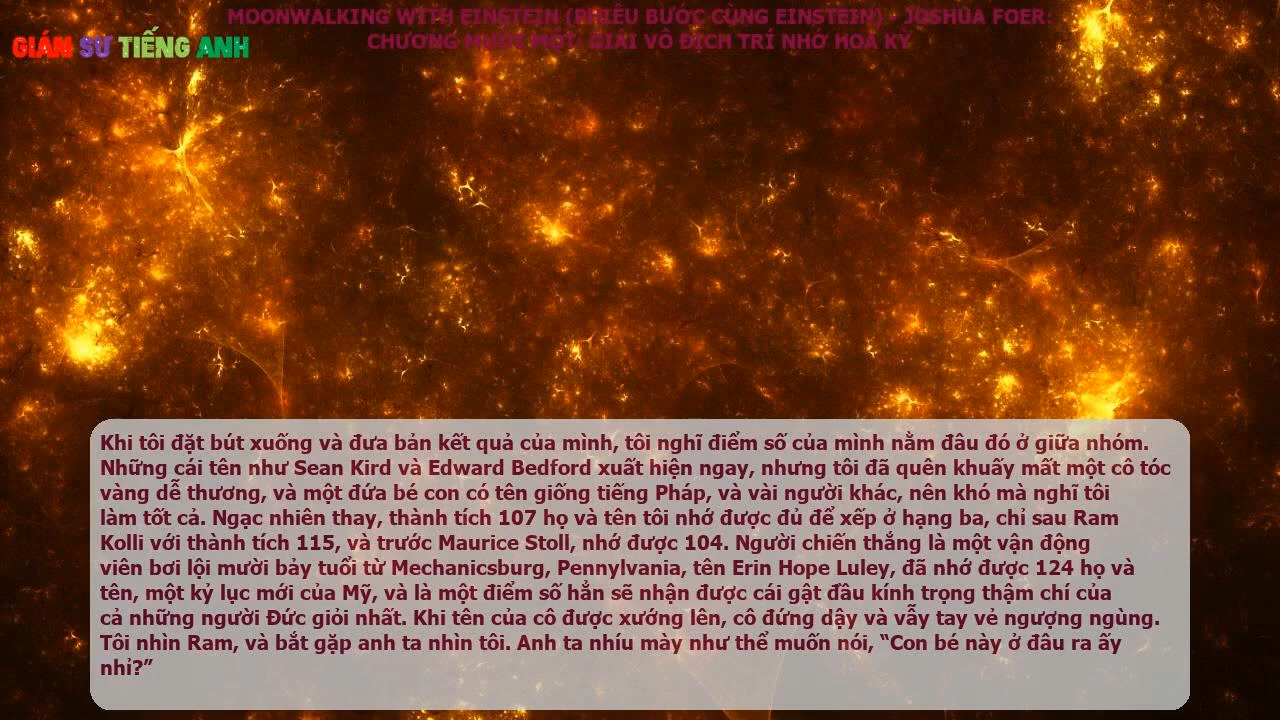 MOONWALKING WITH EINSTEIN (PHIÊU BƯỚC CÙNG EINSTEIN) - JOSHUA FOER:
CHƯƠNG MƯỜI MỘT. GIẢI VÔ ĐỊCH TRÍ NHỚ HOA KỲ
GIÁN SỨ TIẾNG ANH
Khi tôi đặt bút xuống và đưa bản kết quả của mình, tôi nghĩ điểm số của mình nằm đâu đó ở giữa nhóm.
Những cái tên như Sean Kird và Edward Bedford xuất hiện ngay, nhưng tôi đã quên khuấy mất một cô tóc
vàng dễ thương, và một đứa bé con có tên giống tiếng Pháp, và vài người khác, nên khó mà nghĩ tôi
làm tốt cả. Ngạc nhiên thay, thành tích 107 họ và tên tôi nhớ được đủ để xếp ở hạng ba, chỉ sau Ram
Kolli với thành tích 115, và trước Maurice Stoll, nhớ được 104. Người chiến thắng là một vận động
viên bơi lội mười bảy tuổi từ Mechanicsburg, Pennylvania, tên Erin Hope Luley, đã nhớ được 124 họ và
tên, một kỷ lục mới của Mỹ, và là một điểm số hẳn sẽ nhận được cái gật đầu kính trọng thậm chí của
cả những người Đức giỏi nhất. Khi tên của cô được xướng lên, cô đứng dậy và vẫy tay vẻ ngượng ngùng.
Tôi nhìn Ram, và bắt gặp anh ta nhìn tôi. Anh ta nhíu mày như thể muốn nói, “Con bé này ở đâu ra ấy
nhỉ?”